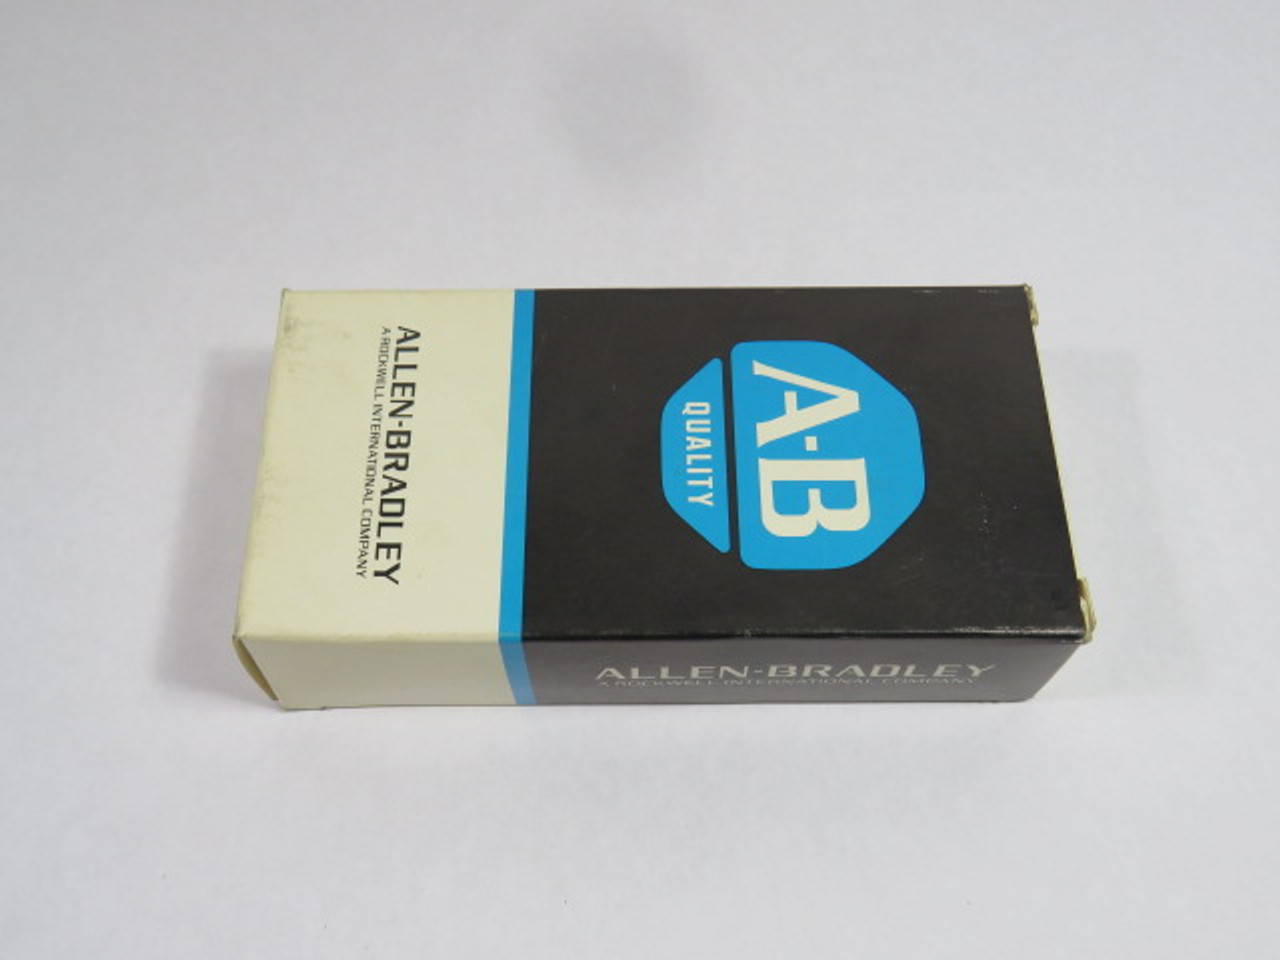 ALLEN-BRADLEY
A ROCKWELL INTERNATIONAL COMPANY
A-B
QUALITY
ALLEN-BRADLEY
A ROCKWELL INTERNATIONAL COMPANY